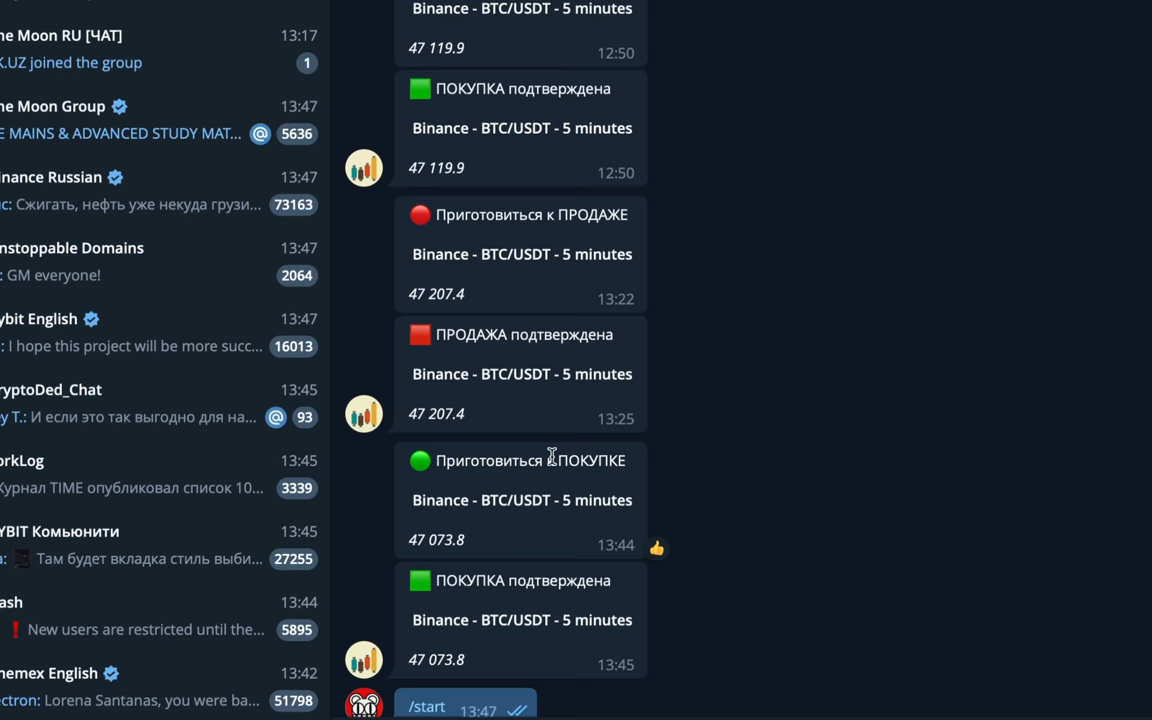 ne Moon RU [ЧАТ]
13:17
K.UZ joined the group
1
ne Moon Group
13:47
E MAINS & ADVANCED STUDY MAT...
@
5636
inance Russian
13:47
ис: Сжигать, нефть уже некуда грузи...
73163
nstoppable Domains
13:47
: GM everyone!
2064
ybit English
13:47
: I hope this project will be more succ...
16013
ryptoDed_Chat
13:45
ey T.: И если это так выгодно для на...
@
93
orkLog
13:45
Журнал TIME опубликовал список 10...
3339
YBIT Комьюнити
13:45
a: Там будет вкладка стиль выби...
27255
ash
13:44
New users are restricted until the...
5895
hemex English
13:42
ectron: Lorena Santanas, you were ba...
51798
Binance - BTC/USDT - 5 minutes
47 119.9
12:50
ПОКУПКА подтверждена
Binance - BTC/USDT - 5 minutes
47 119.9
12:50
Приготовиться к ПРОДАЖЕ
Binance - BTC/USDT - 5 minutes
47 207.4
13:22
ПРОДАЖА подтверждена
Binance - BTC/USDT - 5 minutes
47 207.4
13:25
Приготовиться к ПОКУПКЕ
Binance - BTC/USDT - 5 minutes
47 073.8
13:44
ПОКУПКА подтверждена
Binance - BTC/USDT - 5 minutes
47 073.8
13:45
/start
13:47